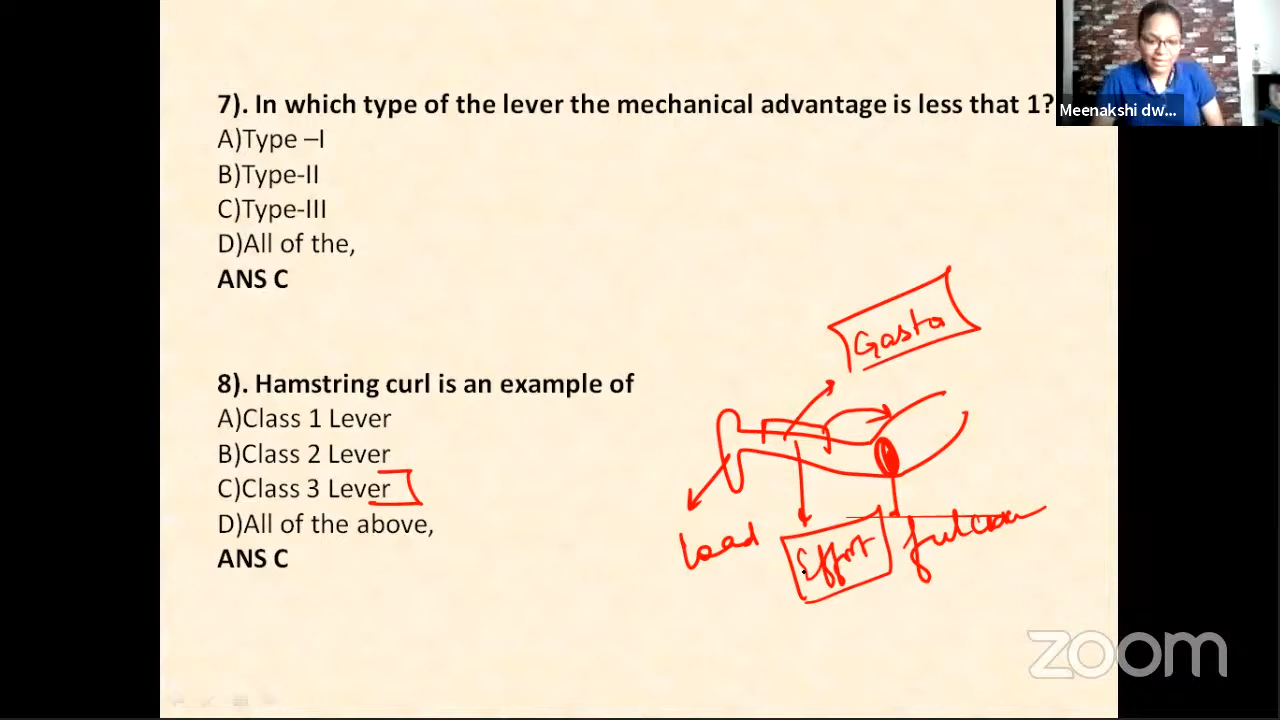 7). In which type of the lever the mechanical advantage is less that 1?
A)Type –I
B)Type-II
C)Type-III
D)All of the,
ANS C
8). Hamstring curl is an example of
A)Class 1 Lever
B)Class 2 Lever
C)Class 3 Lever
D)All of the above,
ANS C
Gastro
Load
Effort
Meenakshi dw...
zoom